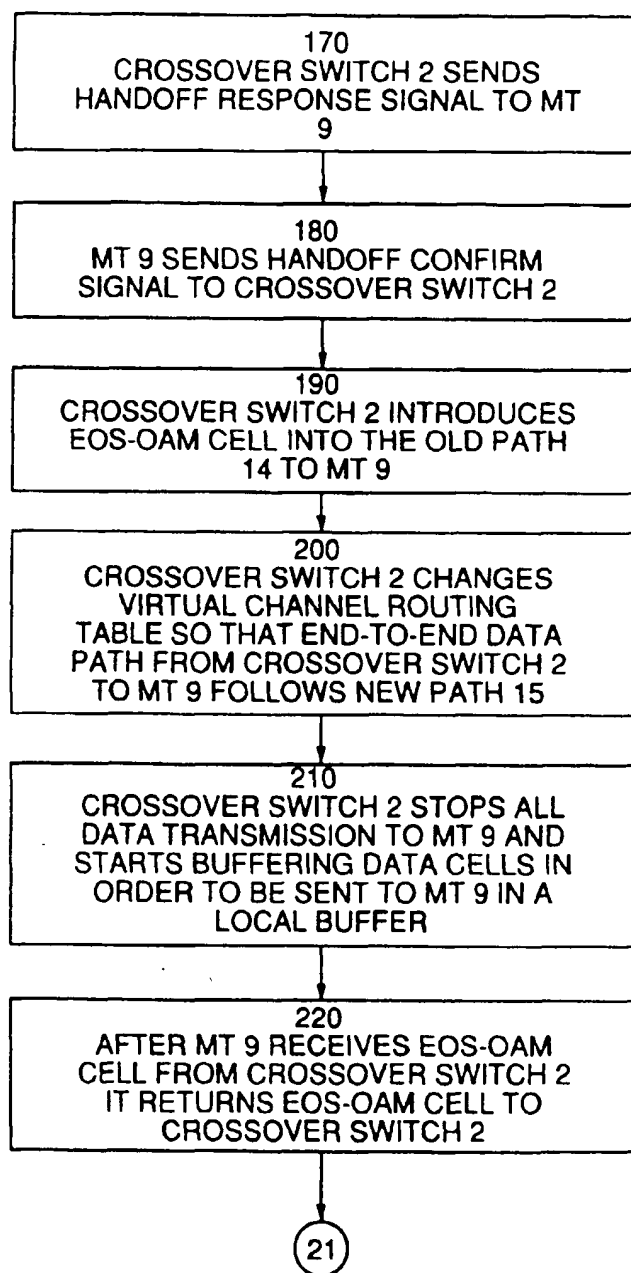 170
CROSSOVER SWITCH 2 SENDS
HANDOFF RESPONSE SIGNAL TO MT
9
180
MT 9 SENDS HANDOFF CONFIRM
SIGNAL TO CROSSOVER SWITCH 2
190
CROSSOVER SWITCH 2 INTRODUCES
EOS-OAM CELL INTO THE OLD PATH
14 TO MT 9
200
CROSSOVER SWITCH 2 CHANGES
VIRTUAL CHANNEL ROUTING
TABLE SO THAT END-TO-END DATA
PATH FROM CROSSOVER SWITCH 2
TO MT 9 FOLLOWS NEW PATH 15
210
CROSSOVER SWITCH 2 STOPS ALL
DATA TRANSMISSION TO MT 9 AND
STARTS BUFFERING DATA CELLS IN
ORDER TO BE SENT TO MT 9 IN A
LOCAL BUFFER
220
AFTER MT 9 RECEIVES EOS-OAM
CELL FROM CROSSOVER SWITCH 2
IT RETURNS EOS-OAM CELL TO
CROSSOVER SWITCH 2
21